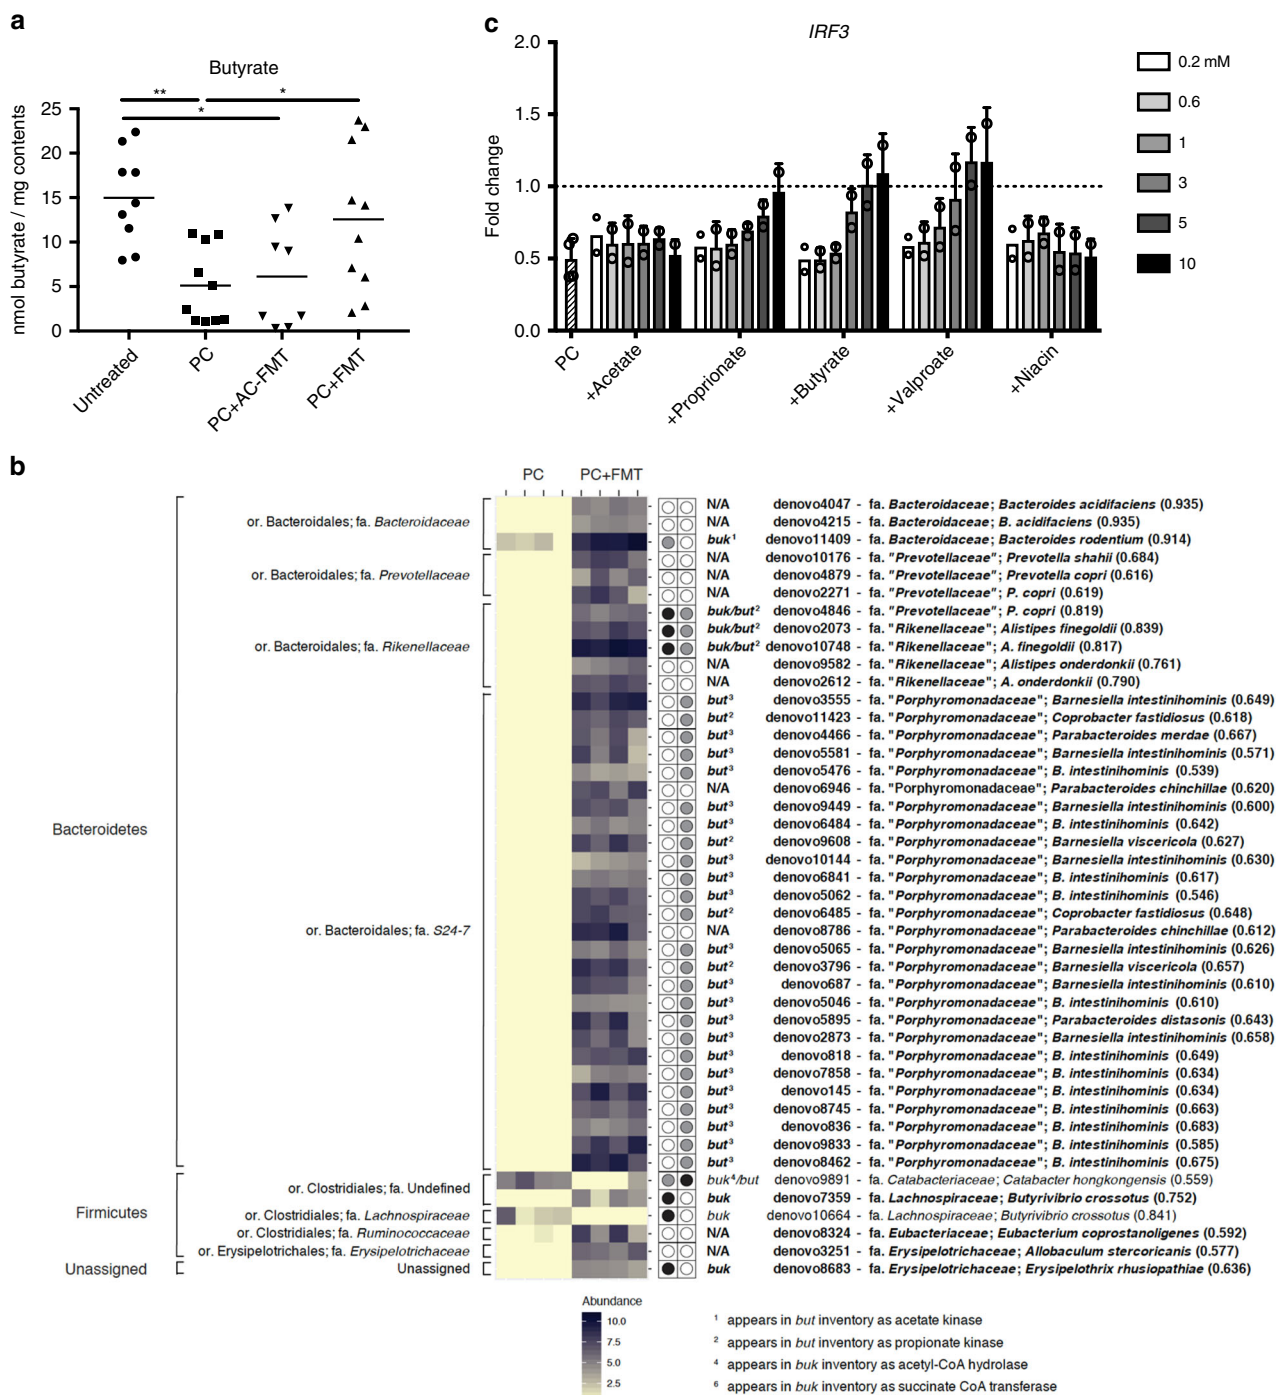 a
Butyrate
** *
*
25
20
15
10
5
0
nmol butyrate / mg contents
Untreated
PC
PC+AC-FMT
PC+FMT
c
IRF3
2.0
1.5
1.0
0.5
0.0
Fold change
PC
+Acetate
+Proprionate
+Butyrate
+Valproate
+Niacin
0.2 mM
0.6
1
3
5
10
b
PC PC+FMT
Bacteroidetes
Firmicutes
Unassigned
or. Bacteroidales; fa. Bacteroidaceae
or. Bacteroidales; fa. Prevotellaceae
or. Bacteroidales; fa. Rikenellaceae
or. Bacteroidales; fa. S24-7
or. Clostridiales; fa. Undefined
or. Clostridiales; fa. Lachnospiraceae
or. Clostridiales; fa. Ruminococcaceae
or. Erysipelotrichales; fa. Erysipelotrichaceae
Unassigned
N/A denovo4047 - fa. Bacteroidaceae; Bacteroides acidifaciens (0.935)
N/A denovo4215 - fa. Bacteroidaceae; B. acidifaciens (0.935)
buk¹ denovo11409 - fa. Bacteroidaceae; Bacteroides rodentium (0.914)
N/A denovo10176 - fa. "Prevotellaceae"; Prevotella shahii (0.684)
N/A denovo4879 - fa. "Prevotellaceae"; Prevotella copri (0.616)
N/A denovo2271 - fa. "Prevotellaceae"; P. copri (0.619)
buk/but² denovo4846 - fa. "Prevotellaceae"; P. copri (0.819)
buk/but² denovo2073 - fa. "Rikenellaceae"; Alistipes finegoldii (0.839)
buk/but² denovo10748 - fa. "Rikenellaceae"; A. finegoldii (0.817)
N/A denovo9582 - fa. "Rikenellaceae"; Alistipes onderdonkii (0.761)
N/A denovo2612 - fa. "Rikenellaceae"; A. onderdonkii (0.790)
but³ denovo3555 - fa. "Porphyromonadaceae"; Barnesiella intestinihominis (0.649)
but² denovo11423 - fa. "Porphyromonadaceae"; Coprobacter fastidiosus (0.618)
but³ denovo4466 - fa. "Porphyromonadaceae"; Parabacteroides merdae (0.667)
but³ denovo5581 - fa. "Porphyromonadaceae"; Barnesiella intestinihominis (0.571)
but³ denovo5476 - fa. "Porphyromonadaceae"; B. intestinihominis (0.539)
N/A denovo6946 - fa. "Porphyromonadaceae"; Parabacteroides chinchillae (0.620)
but³ denovo9449 - fa. "Porphyromonadaceae"; Barnesiella intestinihominis (0.600)
but³ denovo6484 - fa. "Porphyromonadaceae"; B. intestinihominis (0.642)
but² denovo9608 - fa. "Porphyromonadaceae"; Barnesiella viscericola (0.627)
but³ denovo10144 - fa. "Porphyromonadaceae"; Barnesiella intestinihominis (0.630)
but³ denovo6841 - fa. "Porphyromonadaceae"; B. intestinihominis (0.617)
but³ denovo5062 - fa. "Porphyromonadaceae"; B. intestinihominis (0.546)
but² denovo6485 - fa. "Porphyromonadaceae"; Coprobacter fastidiosus (0.648)
N/A denovo8786 - fa. "Porphyromonadaceae"; Parabacteroides chinchillae (0.612)
but³ denovo5065 - fa. "Porphyromonadaceae"; Barnesiella intestinihominis (0.626)
but² denovo3796 - fa. "Porphyromonadaceae"; Barnesiella viscericola (0.657)
but³ denovo687 - fa. "Porphyromonadaceae"; Barnesiella intestinihominis (0.610)
but³ denovo5046 - fa. "Porphyromonadaceae"; B. intestinihominis (0.610)
but³ denovo5895 - fa. "Porphyromonadaceae"; Parabacteroides distasonis (0.643)
but³ denovo2873 - fa. "Porphyromonadaceae"; Barnesiella intestinihominis (0.658)
but³ denovo818 - fa. "Porphyromonadaceae"; B. intestinihominis (0.649)
but³ denovo7858 - fa. "Porphyromonadaceae"; B. intestinihominis (0.634)
but³ denovo145 - fa. "Porphyromonadaceae"; B. intestinihominis (0.634)
but³ denovo8745 - fa. "Porphyromonadaceae"; B. intestinihominis (0.663)
but³ denovo836 - fa. "Porphyromonadaceae"; B. intestinihominis (0.683)
but³ denovo9833 - fa. "Porphyromonadaceae"; B. intestinihominis (0.585)
but³ denovo8462 - fa. "Porphyromonadaceae"; B. intestinihominis (0.675)
buk⁴/but denovo9891 - fa. Catabacteriaceae; Catabacter hongkongensis (0.559)
buk denovo7359 - fa. Lachnospiraceae; Butyrivibrio crossotus (0.752)
buk denovo10664 - fa. Lachnospiraceae; Butyrivibrio crossotus (0.841)
N/A denovo8324 - fa. Eubacteriaceae; Eubacterium coprostanoligenes (0.592)
N/A denovo3251 - fa. Erysipelotrichaceae; Allobaculum stercoricanis (0.577)
buk denovo8683 - fa. Erysipelotrichaceae; Erysipelothrix rhusiopathiae (0.636)
Abundance
10.0
7.5
5.0
2.5
¹ appears in but inventory as acetate kinase
² appears in but inventory as propionate kinase
⁴ appears in buk inventory as acetyl-CoA hydrolase
⁶ appears in buk inventory as succinate CoA transferase